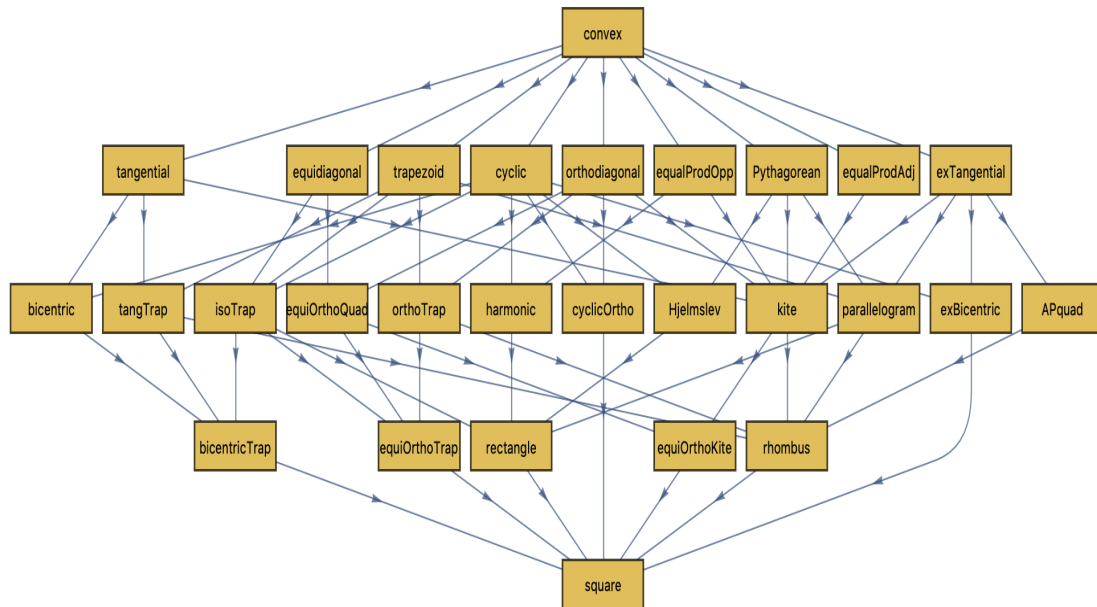 convex
tangential
equidiagonal
trapezoid
cyclic
orthodiagonal
equalProdOpp
Pythagorean
equalProdAdj
exTangential
bicentric
tangTrap
isoTrap
equiOrthoQuad
orthoTrap
harmonic
cyclicOrtho
Hjelmslev
kite
parallelogram
exBicentric
APquad
bicentricTrap
equiOrthoTrap
rectangle
equiOrthoKite
rhombus
square